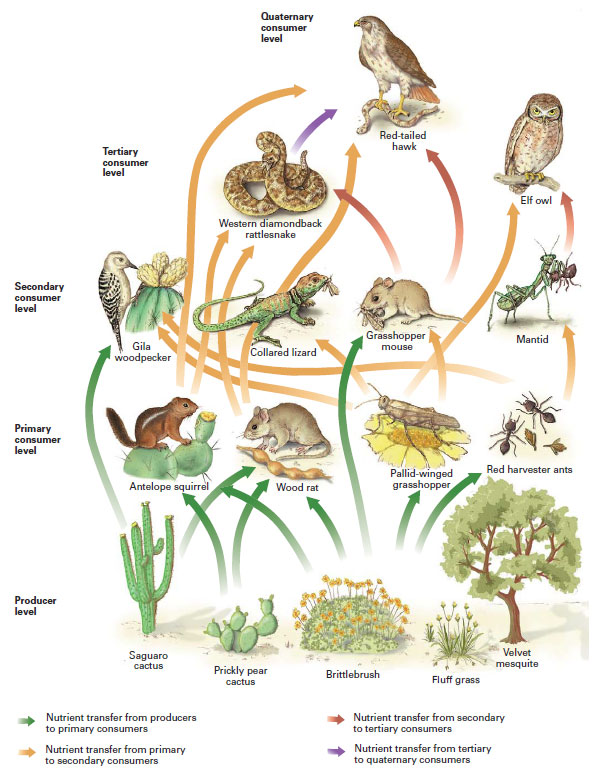 Quaternary
consumer
level
Red-tailed
hawk
Tertiary
consumer
level
Elf owl
Western diamondback
rattlesnake
Secondary
consumer
level
Gila
woodpecker
Collared lizard
Grasshopper
mouse
Mantid
Primary
consumer
level
Antelope squirrel
Wood rat
Pallid-winged
grasshopper
Red harvester ants
Producer
level
Saguaro
cactus
Prickly pear
cactus
Brittlebrush
Fluff grass
Velvet
mesquite
Nutrient transfer from producers
to primary consumers
Nutrient transfer from primary
to secondary consumers
Nutrient transfer from secondary
to tertiary consumers
Nutrient transfer from tertiary
to quaternary consumers